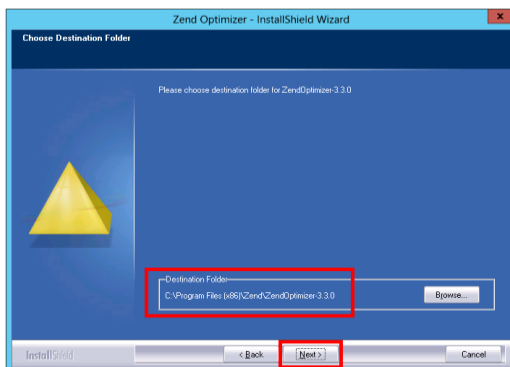 Zend Optimizer - InstallShield Wizard
x
Choose Destination Folder
Please choose destination folder for ZendOptimizer-3.3.0
Destination Folder
C:\Program Files (x86)\Zend\ZendOptimizer-3.3.0
Browse...
InstallShield
< Back
Next >
Cancel